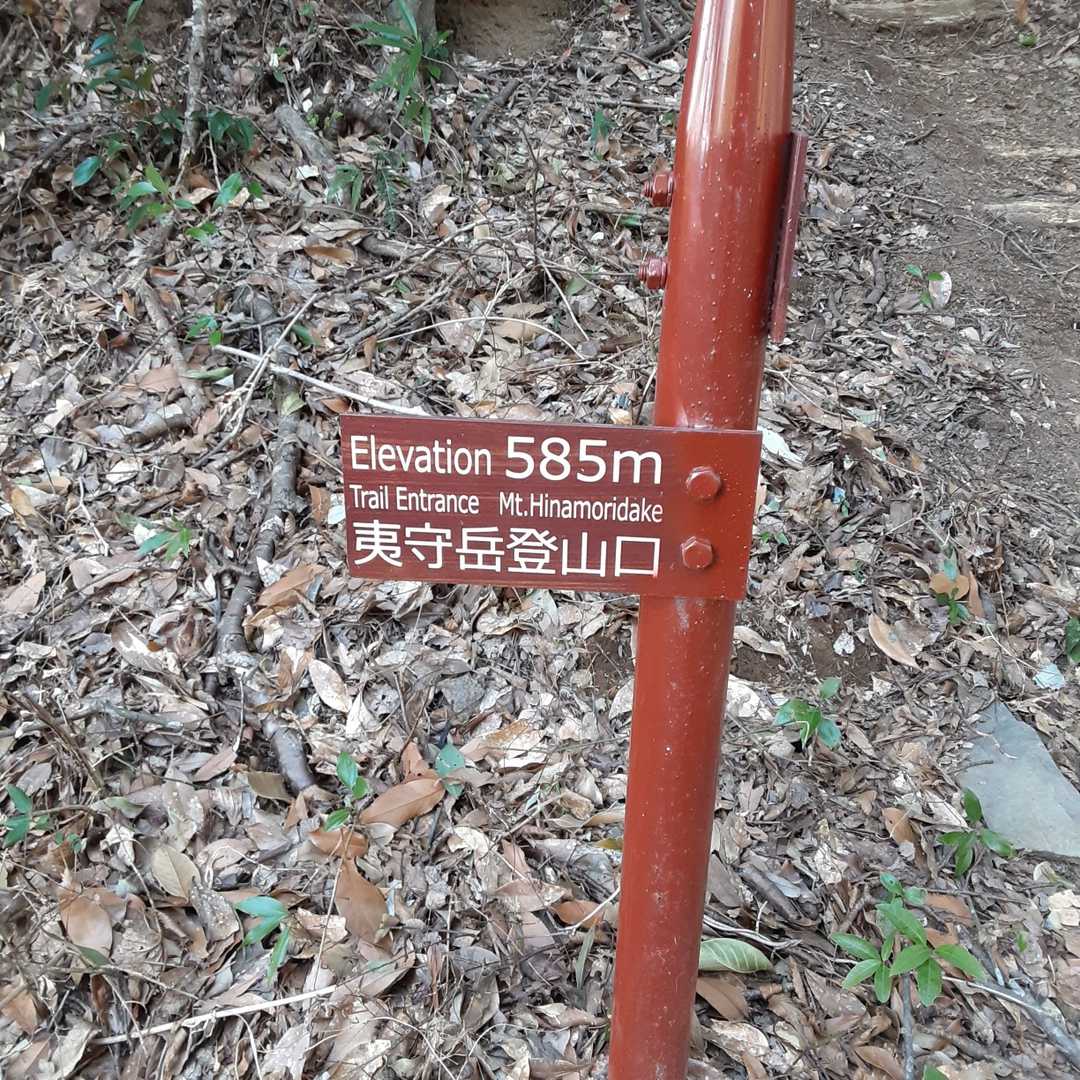 Elevation 585m
Trail Entrance Mt.Hinamoridake
夷守岳登山口